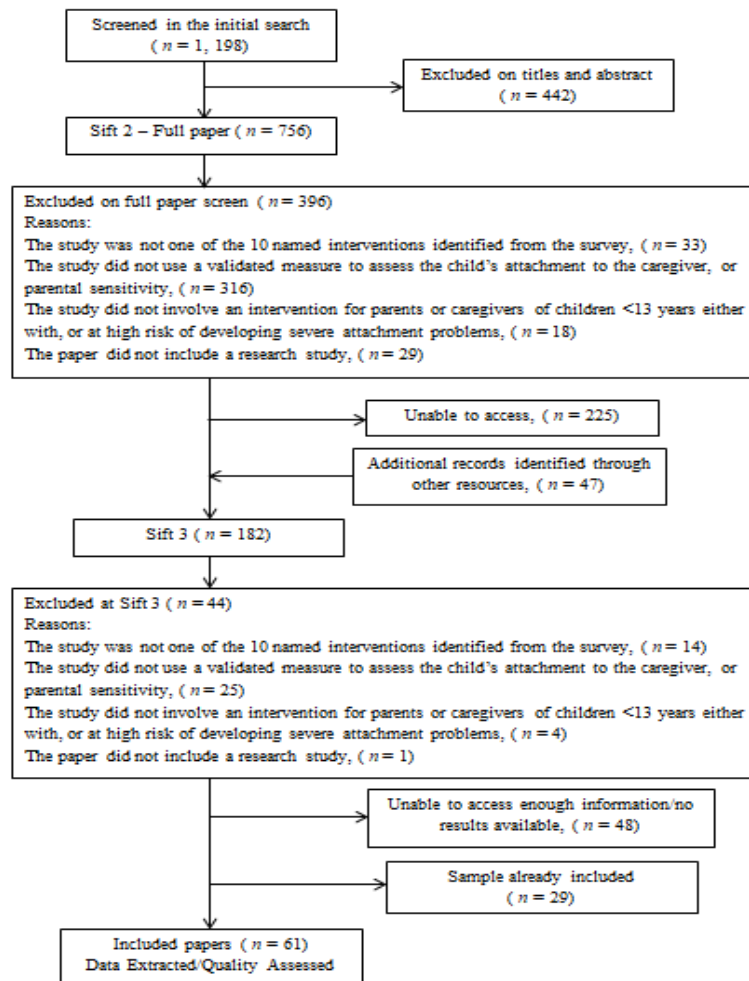 Screened in the initial search
( n = 1, 198)
Excluded on titles and abstract
( n = 442)
Sift 2 – Full paper ( n = 756)
Excluded on full paper screen ( n = 396)
Reasons:
The study was not one of the 10 named interventions identified from the survey, ( n = 33)
The study did not use a validated measure to assess the child's attachment to the caregiver, or
parental sensitivity, ( n = 316)
The study did not involve an intervention for parents or caregivers of children <13 years either
with, or at high risk of developing severe attachment problems, ( n = 18)
The paper did not include a research study, ( n = 29)
Unable to access, ( n = 225)
Additional records identified through
other resources, ( n = 47)
Sift 3 ( n = 182)
Excluded at Sift 3 ( n = 44)
Reasons:
The study was not one of the 10 named interventions identified from the survey, ( n = 14)
The study did not use a validated measure to assess the child's attachment to the caregiver, or
parental sensitivity, ( n = 25)
The study did not involve an intervention for parents or caregivers of children <13 years either
with, or at high risk of developing severe attachment problems, ( n = 4)
The paper did not include a research study, ( n = 1)
Unable to access enough information/no
results available, ( n = 48)
Sample already included
( n = 29)
Included papers ( n = 61)
Data Extracted/Quality Assessed